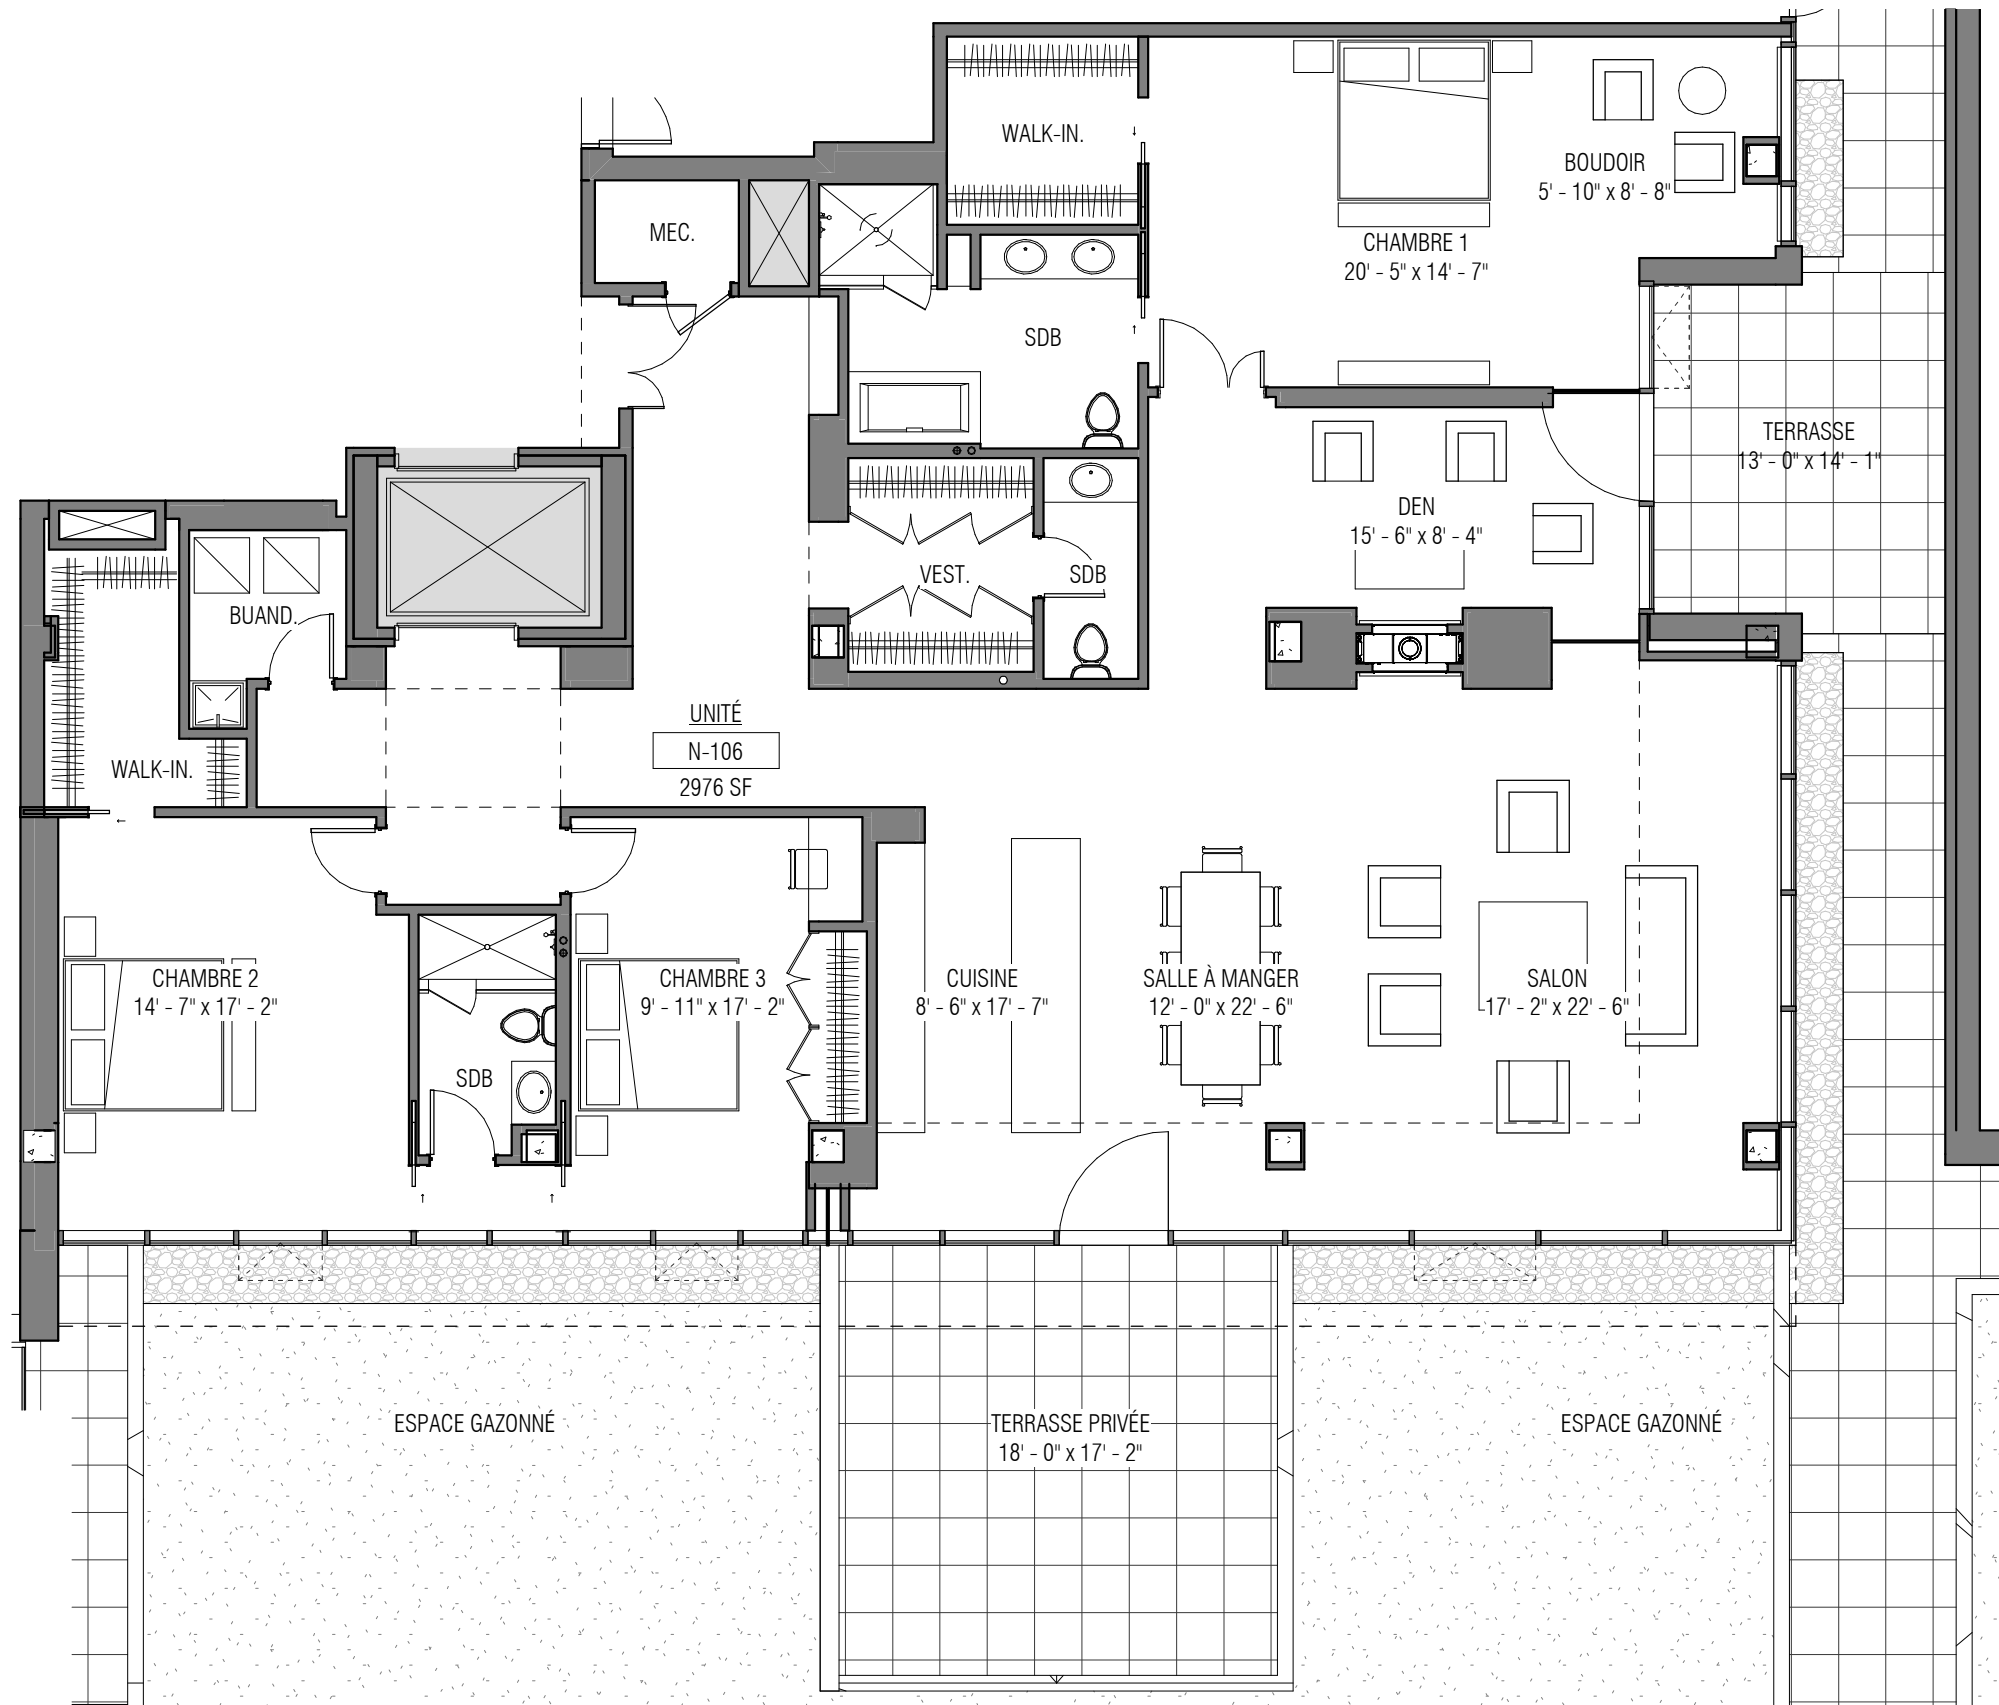 WALK-IN.
BOUDOIR
5' - 10" x 8' - 8"
MEC.
CHAMBRE 1
20' - 5" x 14' - 7"
SDB
TERRASSE
13' - 0" x 14' - 1"
DEN
15' - 6" x 8' - 4"
VEST.
SDB
BUAND.
UNITÉ
N-106
2976 SF
WALK-IN.
CHAMBRE 2
14' - 7" x 17' - 2"
CHAMBRE 3
9' - 11" x 17' - 2"
CUISINE
8' - 6" x 17' - 7"
SALLE À MANGER
12' - 0" x 22' - 6"
SALON
17' - 2" x 22' - 6"
SDB
ESPACE GAZONNÉ
TERRASSE PRIVÉE
18' - 0" x 17' - 2"
ESPACE GAZONNÉ